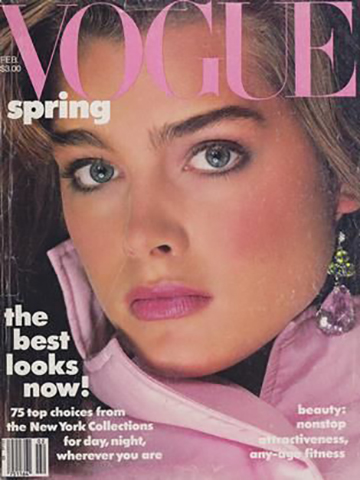 VOGUE
FEB.
$3.00
spring
the
best
looks
now!
75 top choices from
the New York Collections
for day, night,
wherever you are
beauty:
nonstop
attractiveness,
any-age fitness